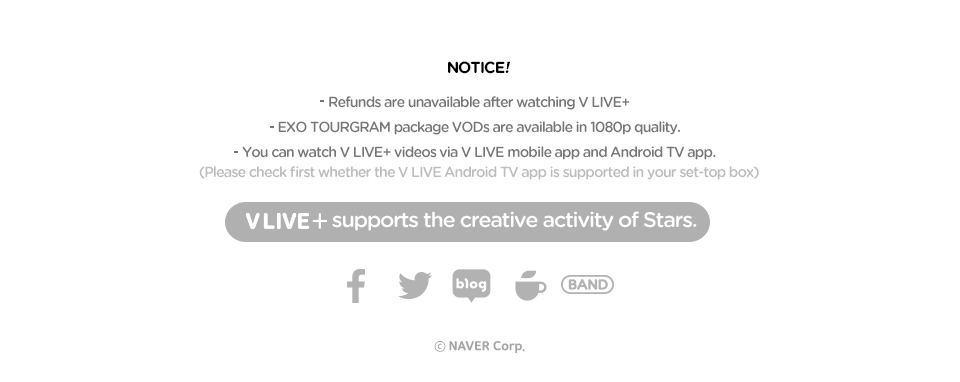 NOTICE!
- Refunds are unavailable after watching V LIVE+
- EXO TOURGRAM package VODs are available in 1080p quality.
- You can watch V LIVE+ videos via V LIVE mobile app and Android TV app.
(Please check first whether the V LIVE Android TV app is supported in your set-top box)
V LIVE+ supports the creative activity of Stars.
blog BAND
© NAVER Corp.